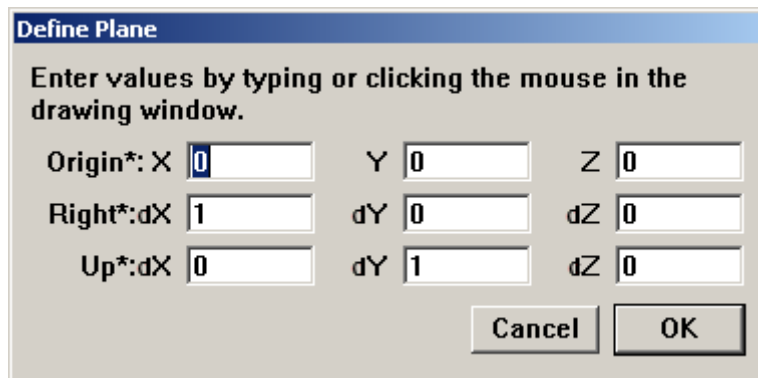 Define Plane
Enter values by typing or clicking the mouse in the
drawing window.
Origin*: X 0 Y 0 Z 0
Right*:dX 1 dY 0 dZ 0
Up*:dX 0 dY 1 dZ 0
Cancel OK